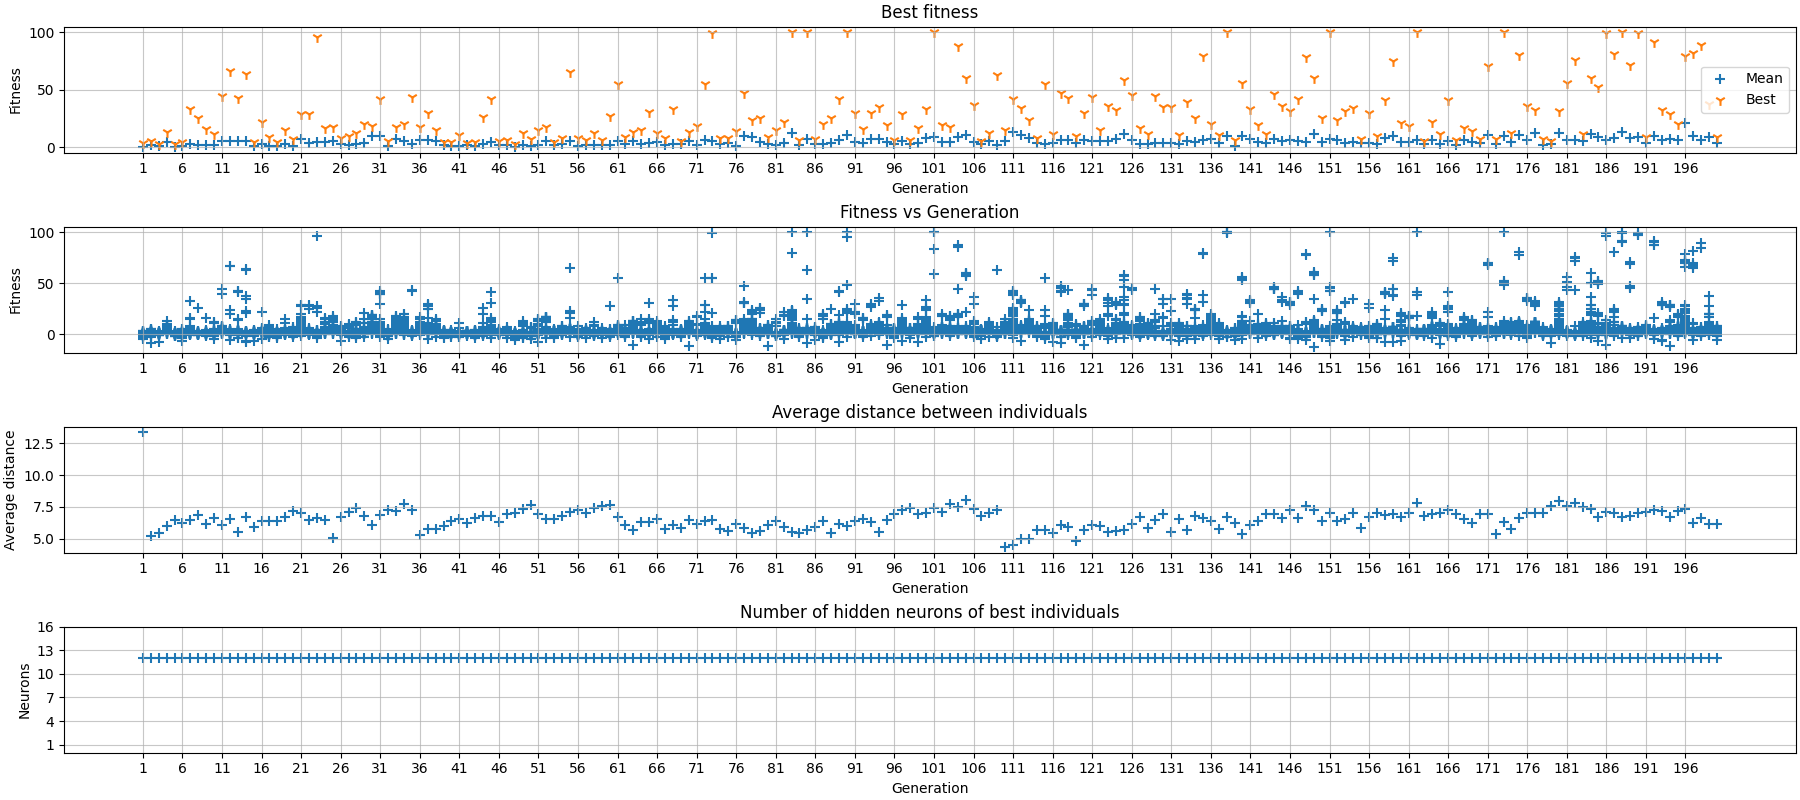 Best fitness
100
50
0
Fitness
Mean
Best
1 6 11 16 21 26 31 36 41 46 51 56 61 66 71 76 81 86 91 96 101 106 111 116 121 126 131 136 141 146 151 156 161 166 171 176 181 186 191 196
Generation
Fitness vs Generation
100
50
0
Fitness
1 6 11 16 21 26 31 36 41 46 51 56 61 66 71 76 81 86 91 96 101 106 111 116 121 126 131 136 141 146 151 156 161 166 171 176 181 186 191 196
Generation
Average distance between individuals
12.5
10.0
7.5
5.0
Average distance
1 6 11 16 21 26 31 36 41 46 51 56 61 66 71 76 81 86 91 96 101 106 111 116 121 126 131 136 141 146 151 156 161 166 171 176 181 186 191 196
Generation
Number of hidden neurons of best individuals
16
13
10
7
4
1
Neurons
1 6 11 16 21 26 31 36 41 46 51 56 61 66 71 76 81 86 91 96 101 106 111 116 121 126 131 136 141 146 151 156 161 166 171 176 181 186 191 196
Generation